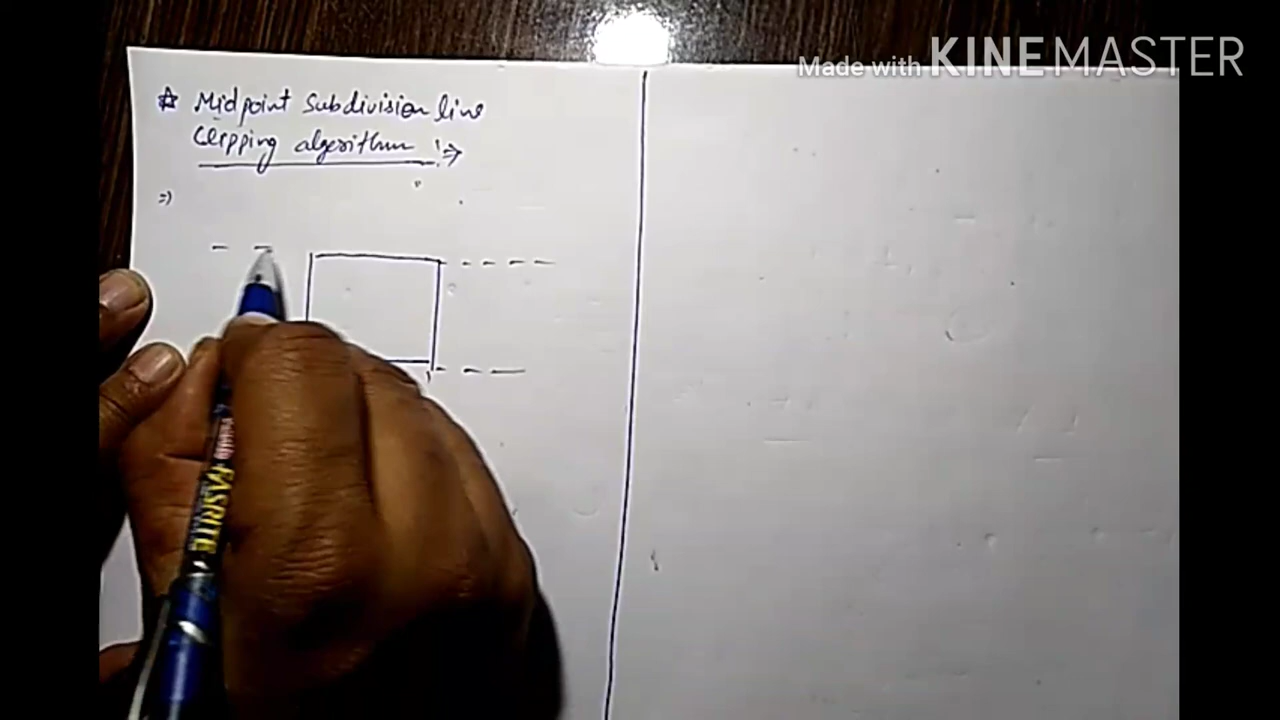 Made with KINEMASTER
☆ Midpoint Subdivision line
Clipping algorithm :⇒
⇒
FASRITE